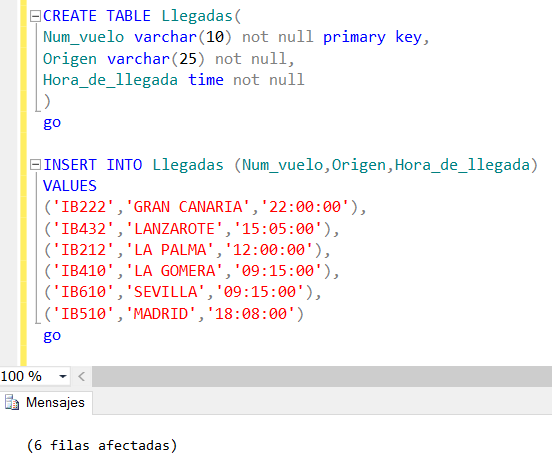 CREATE TABLE Llegadas(
Num_vuelo varchar(10) not null primary key,
Origen varchar(25) not null,
Hora_de_llegada time not null
)
go
INSERT INTO Llegadas (Num_vuelo,Origen,Hora_de_llegada)
VALUES
('IB222','GRAN CANARIA','22:00:00'),
('IB432','LANZAROTE','15:05:00'),
('IB212','LA PALMA','12:00:00'),
('IB410','LA GOMERA','09:15:00'),
('IB610','SEVILLA','09:15:00'),
('IB510','MADRID','18:08:00')
go
100 %
Mensajes
(6 filas afectadas)